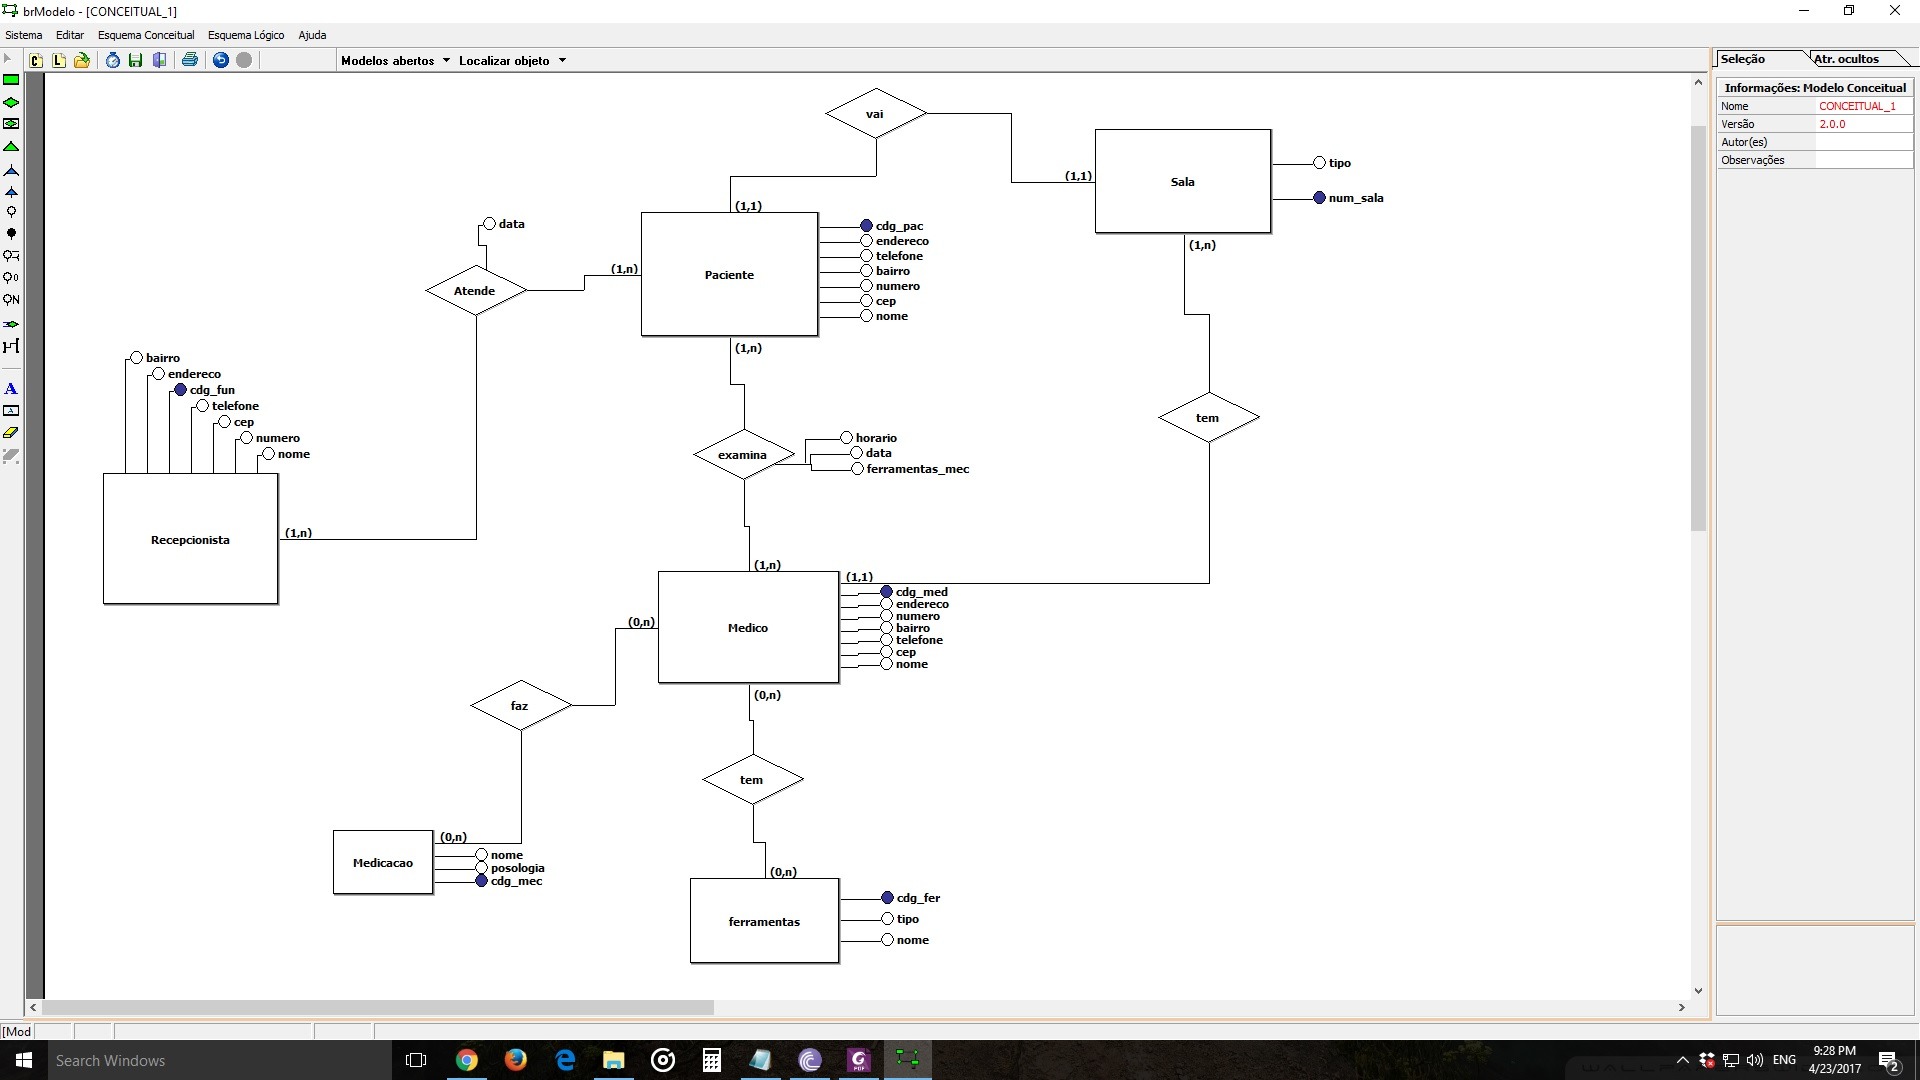 brModelo - [CONCEITUAL_1]
Sistema Editar Esquema Conceitual Esquema Lógico Ajuda
Modelos abertos Localizar objeto
Seleção Atr. ocultos
Informações: Modelo Conceitual
Nome CONCEITUAL_1
Versão 2.0.0
Autor(es)
Observações
vai
(1,1)
Sala
tipo
num_sala
(1,n)
(1,1)
data
Atende
(1,n)
Paciente
cdg_pac
endereco
telefone
bairro
numero
cep
nome
(1,n)
bairro
endereco
cdg_fun
telefone
cep
numero
nome
Recepcionista
(1,n)
examina
horario
data
ferramentas_mec
tem
(1,n)
(1,1)
Medico
cdg_med
endereco
numero
bairro
telefone
cep
nome
(0,n)
(0,n)
faz
tem
(0,n)
Medicacao
nome
posologia
cdg_mec
(0,n)
ferramentas
cdg_fer
tipo
nome
[Mod
Search Windows
ENG
9:28 PM
4/23/2017
2